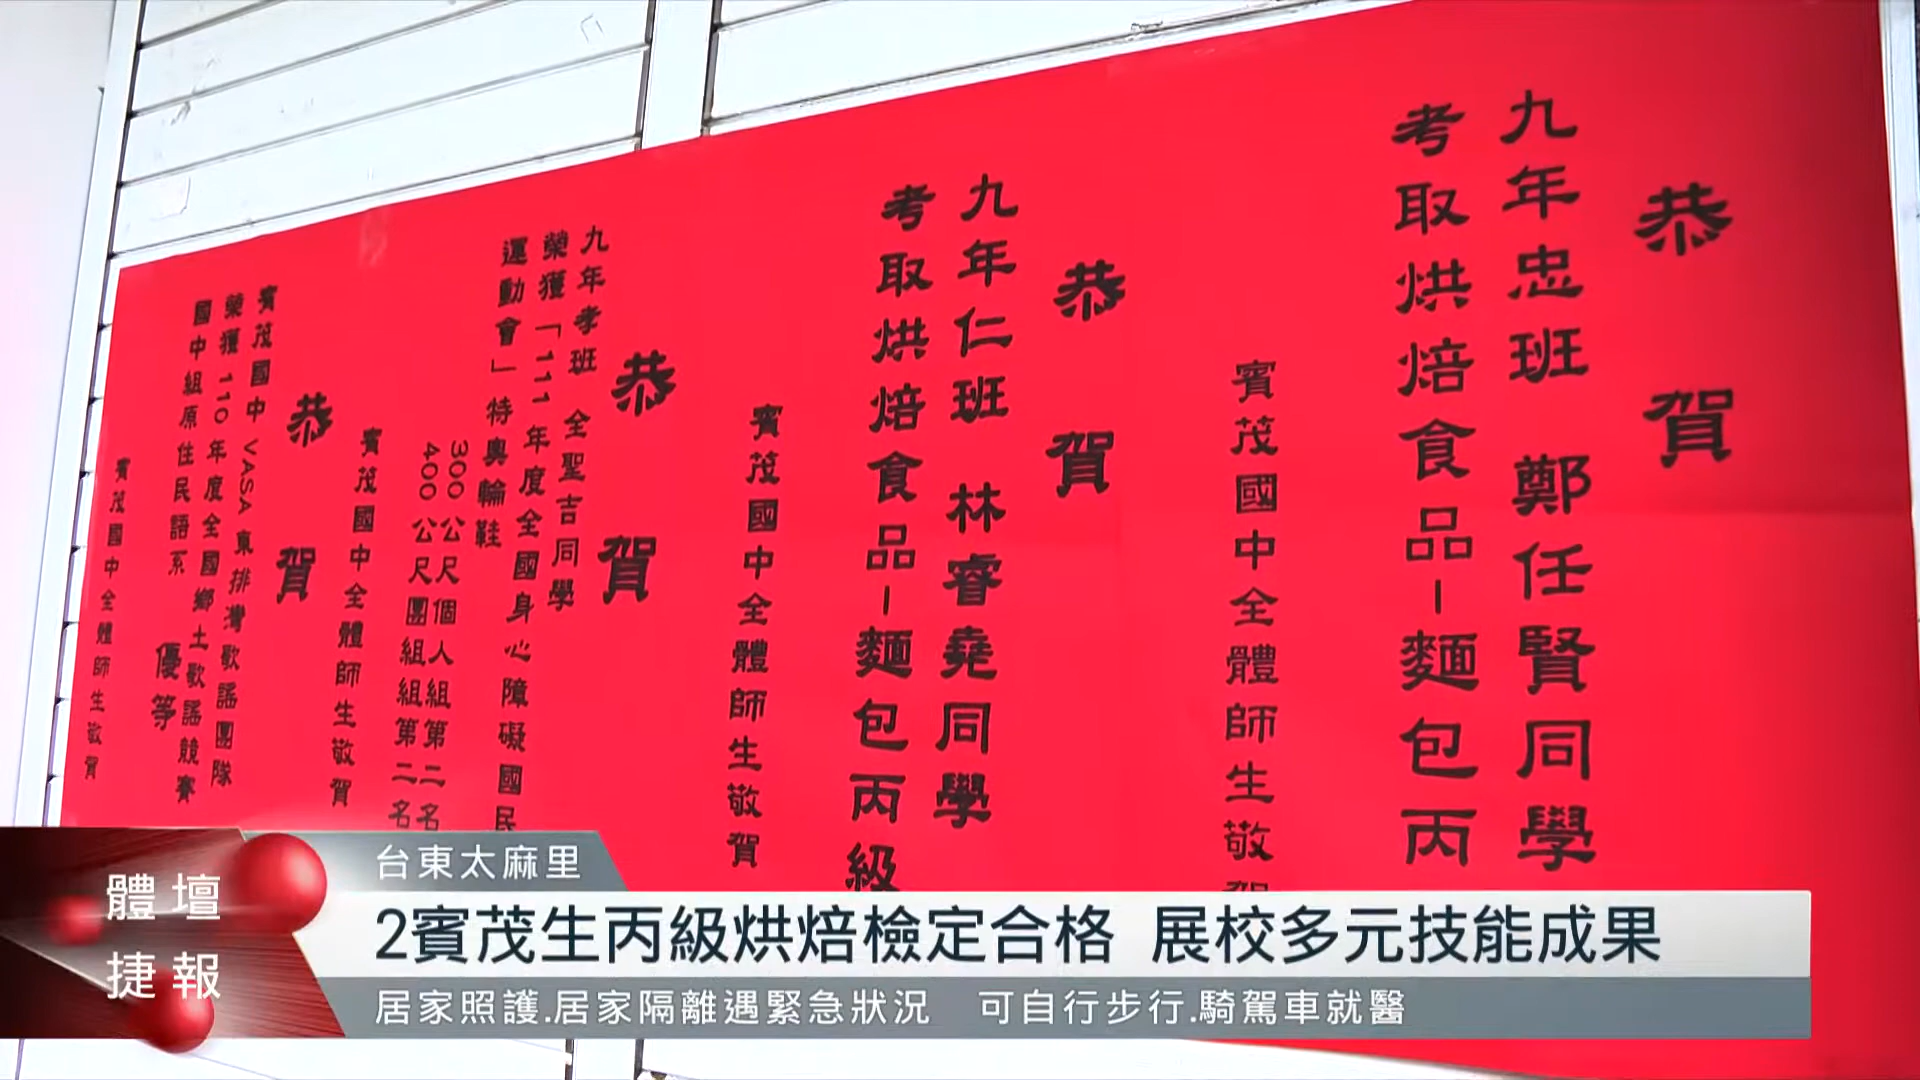 恭賀
九年忠班 鄭任賢同學
考取烘焙食品-麵包丙
賓茂國中全體師生敬賀
恭賀
九年仁班 林睿堯同學
考取烘焙食品-麵包丙級
賓茂國中全體師生敬賀
恭賀
九年孝班 全聖吉同學
榮獲「111年度全國身心障礙國民
運動會」特奧輪鞋
300公尺個人組第二名
400公尺團組組第二名
賓茂國中全體師生敬賀
恭賀
賓茂國中 VASA 東排灣歌謠團隊
榮獲110年度全國鄉土歌謠競賽
國中組原住民語系 優等
賓茂國中全體師生敬賀
台東太麻里
體壇
捷報
2賓茂生丙級烘焙檢定合格 展校多元技能成果
居家照護.居家隔離遇緊急狀況 可自行步行.騎駕車就醫